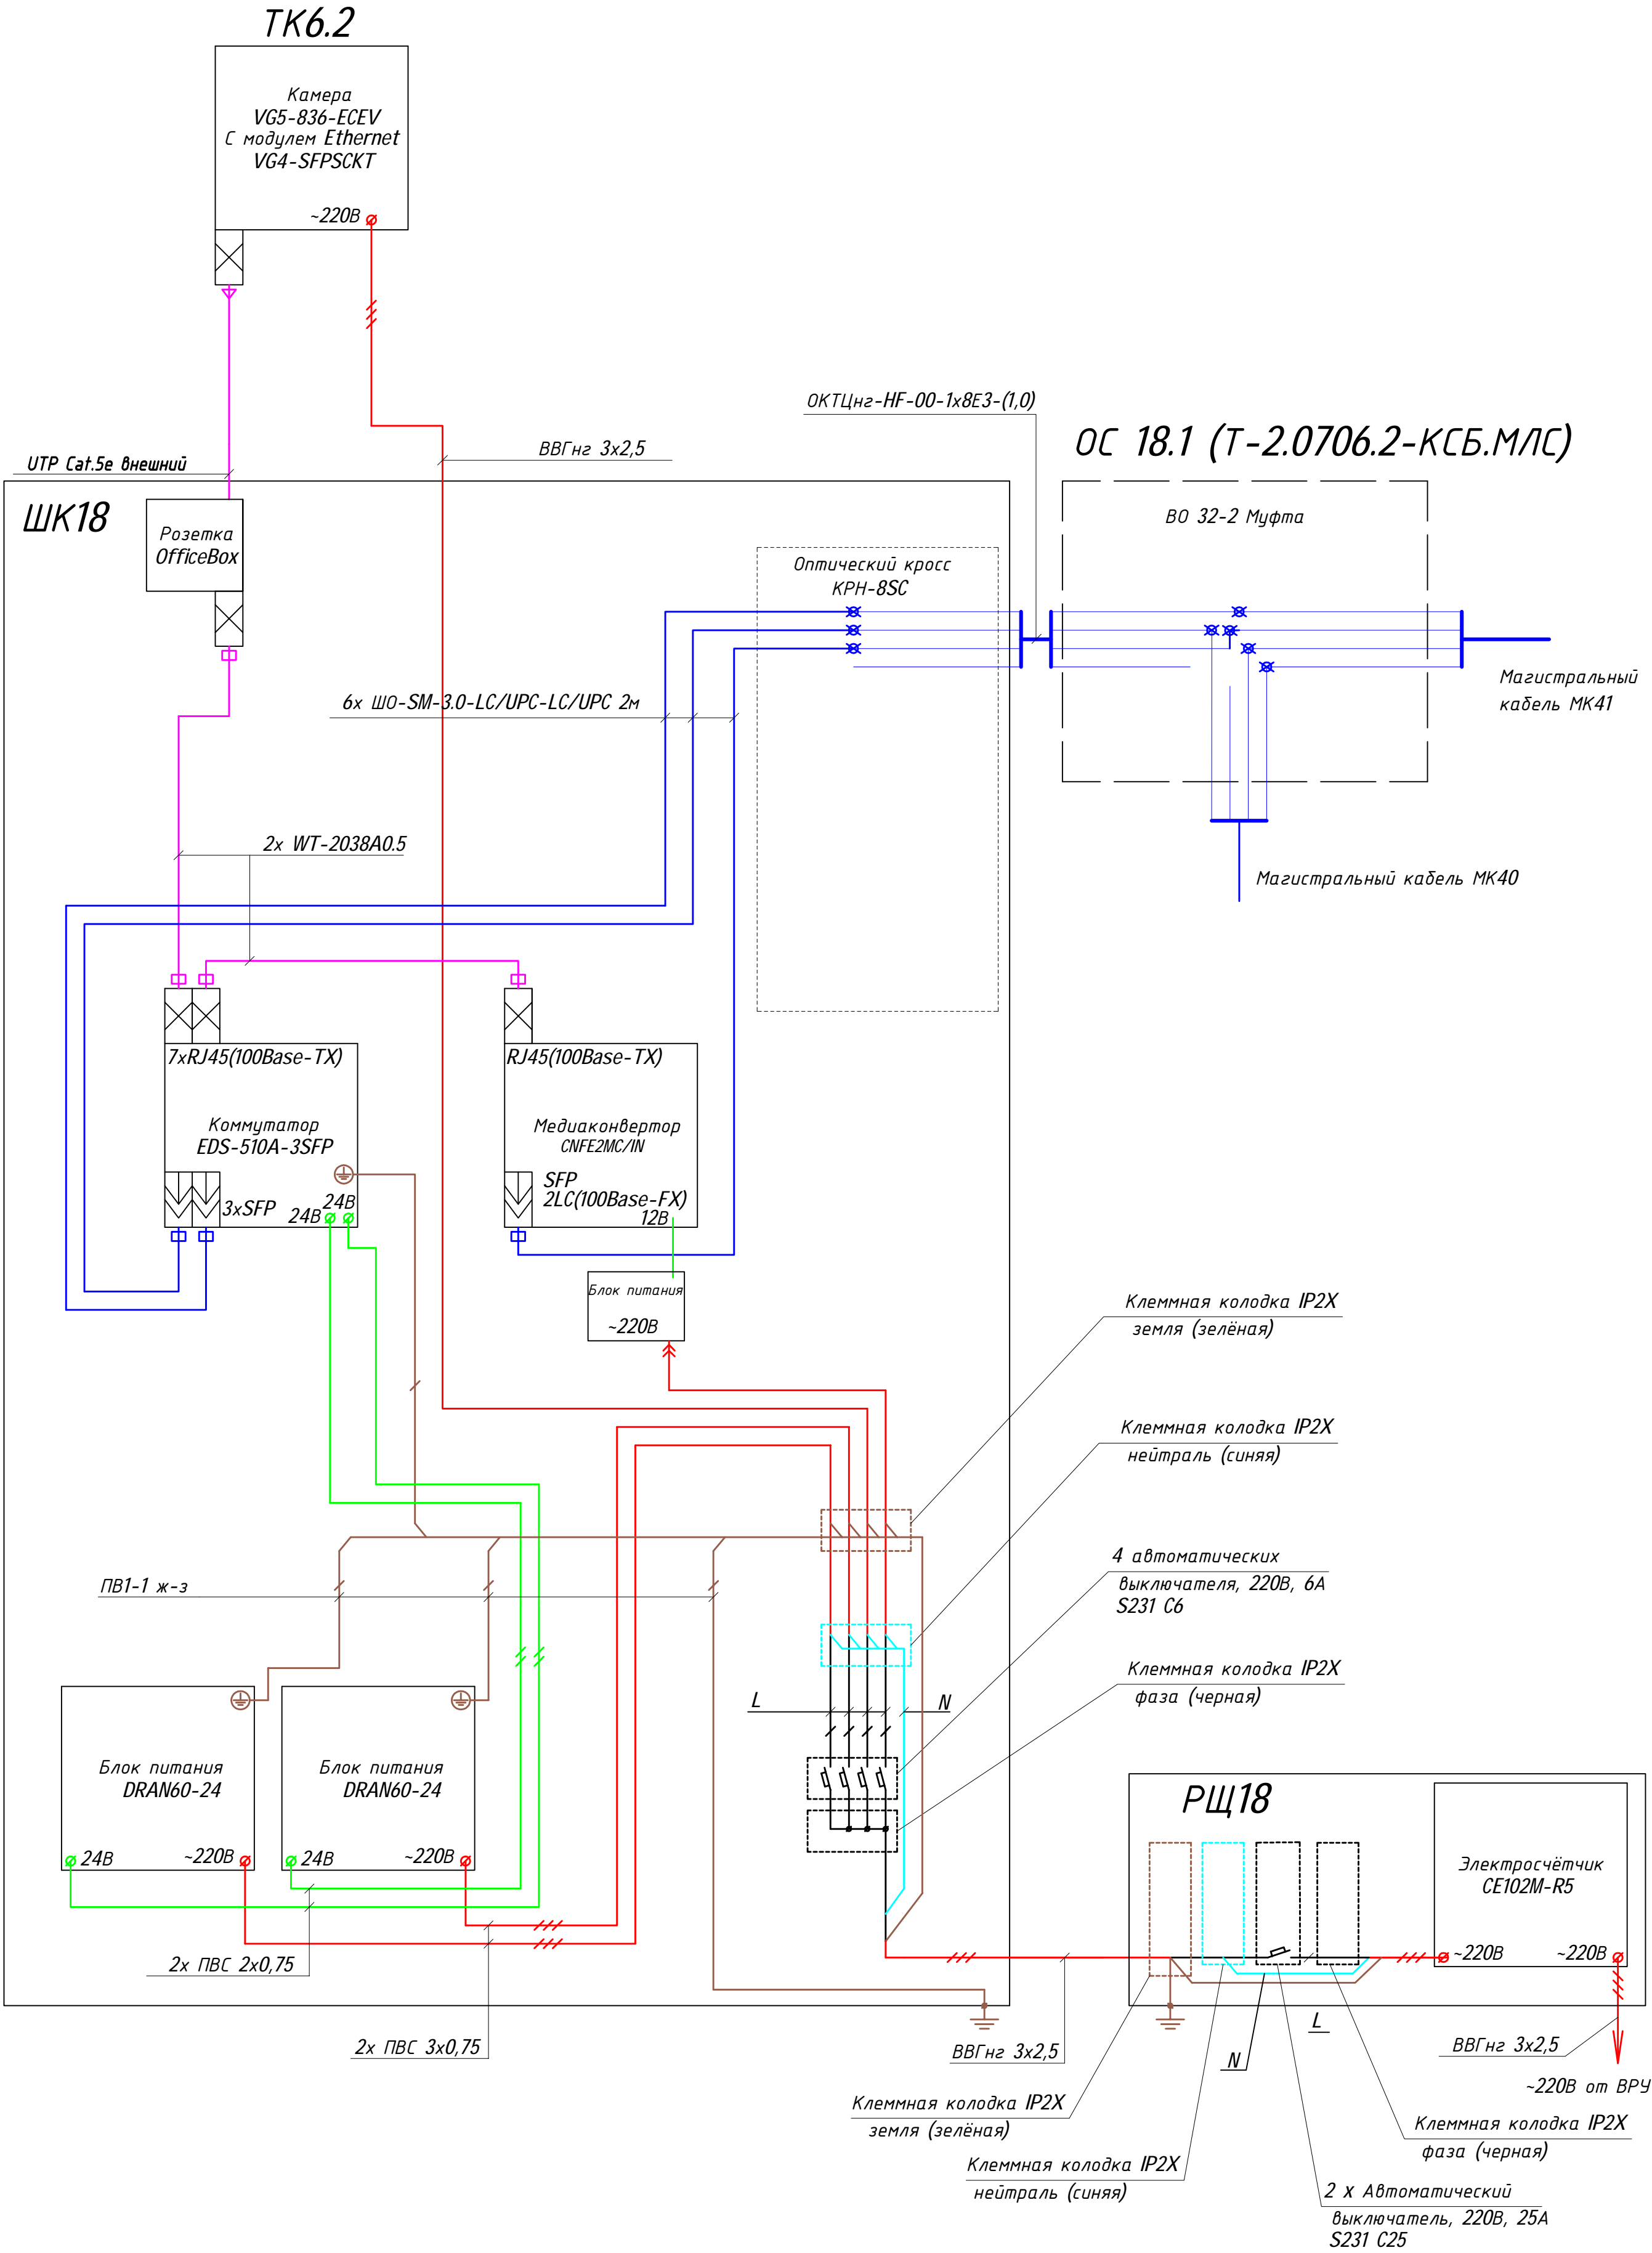 ТК6.2
Камера
VG5-836-ECEV
С модулем Ethernet
VG4-SFPSCKT
~220В
ОКТЦнг-HF-00-1х8Е3-(1,0)
ВВГнг 3х2,5
UTP Cat.5e внешний
ОС 18.1 (Т-2.0706.2-КСБ.МЛС)
ВО 32-2 Муфта
ШК18
Розетка
OfficeBox
Оптический кросс
КРН-8SC
Магистральный
кабель МК41
6х ШО-SM-3.0-LC/UPC-LC/UPC 2м
2х WT-2038A0.5
Магистральный кабель МК40
7xRJ45(100Base-TX)
Коммутатор
EDS-510A-3SFP
3xSFP
24В
24В
RJ45(100Base-TX)
Медиаконвертор
CNFE2MC/IN
SFP
2LC(100Base-FX)
12В
Блок питания
~220В
Клеммная колодка IP2X
земля (зелёная)
Клеммная колодка IP2X
нейтраль (синяя)
4 автоматических
выключателя, 220В, 6А
S231 C6
ПВ1-1 ж-з
Клеммная колодка IP2X
фаза (черная)
L
N
Блок питания
DRAN60-24
24В
~220В
Блок питания
DRAN60-24
24В
~220В
РЩ18
Электросчётчик
CE102M-R5
~220В
~220В
2х ПВС 2х0,75
2х ПВС 3х0,75
ВВГнг 3х2,5
L
N
ВВГнг 3х2,5
~220В от ВРУ
Клеммная колодка IP2X
земля (зелёная)
Клеммная колодка IP2X
фаза (черная)
Клеммная колодка IP2X
нейтраль (синяя)
2 х Автоматический
выключатель, 220В, 25А
S231 C25